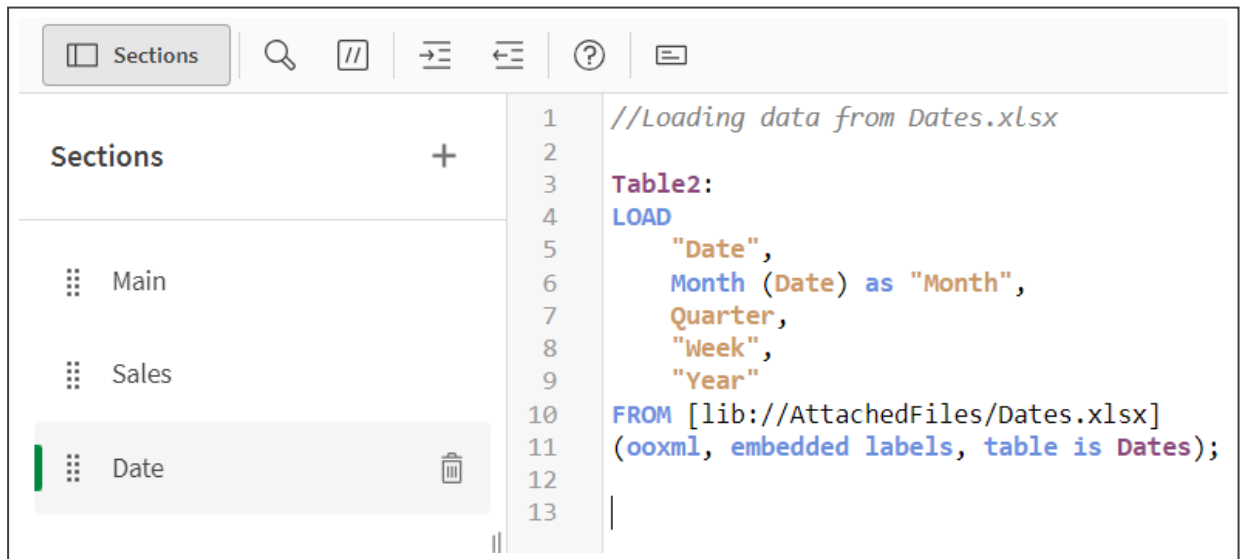 Sections
Sections
Main
Sales
Date
1 //Loading data from Dates.xlsx
2
3 Table2:
4 LOAD
5 "Date",
6 Month (Date) as "Month",
7 Quarter,
8 "Week",
9 "Year"
10 FROM [lib://AttachedFiles/Dates.xlsx]
11 (ooxml, embedded labels, table is Dates);
12
13